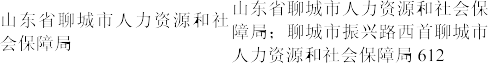 山东省聊城市人力资源和社
会保障局
山东省聊城市人力资源和社会保
障局；聊城市振兴路西首聊城市
人力资源和社会保障局 612